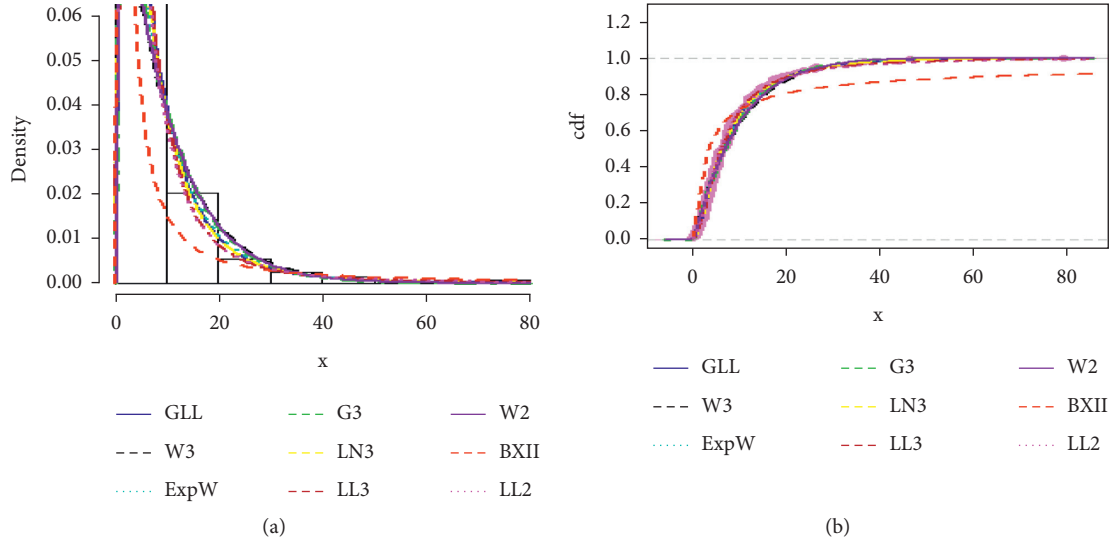 0.06
0.05
0.04
0.03
0.02
0.01
0.00
Density
0 20 40 60 80
x
GLL G3 W2
W3 LN3 BXII
ExpW LL3 LL2
(a)
1.2
1.0
0.8
0.6
0.4
0.2
0.0
cdf
0 20 40 60 80
x
GLL G3 W2
W3 LN3 BXII
ExpW LL3 LL2
(b)